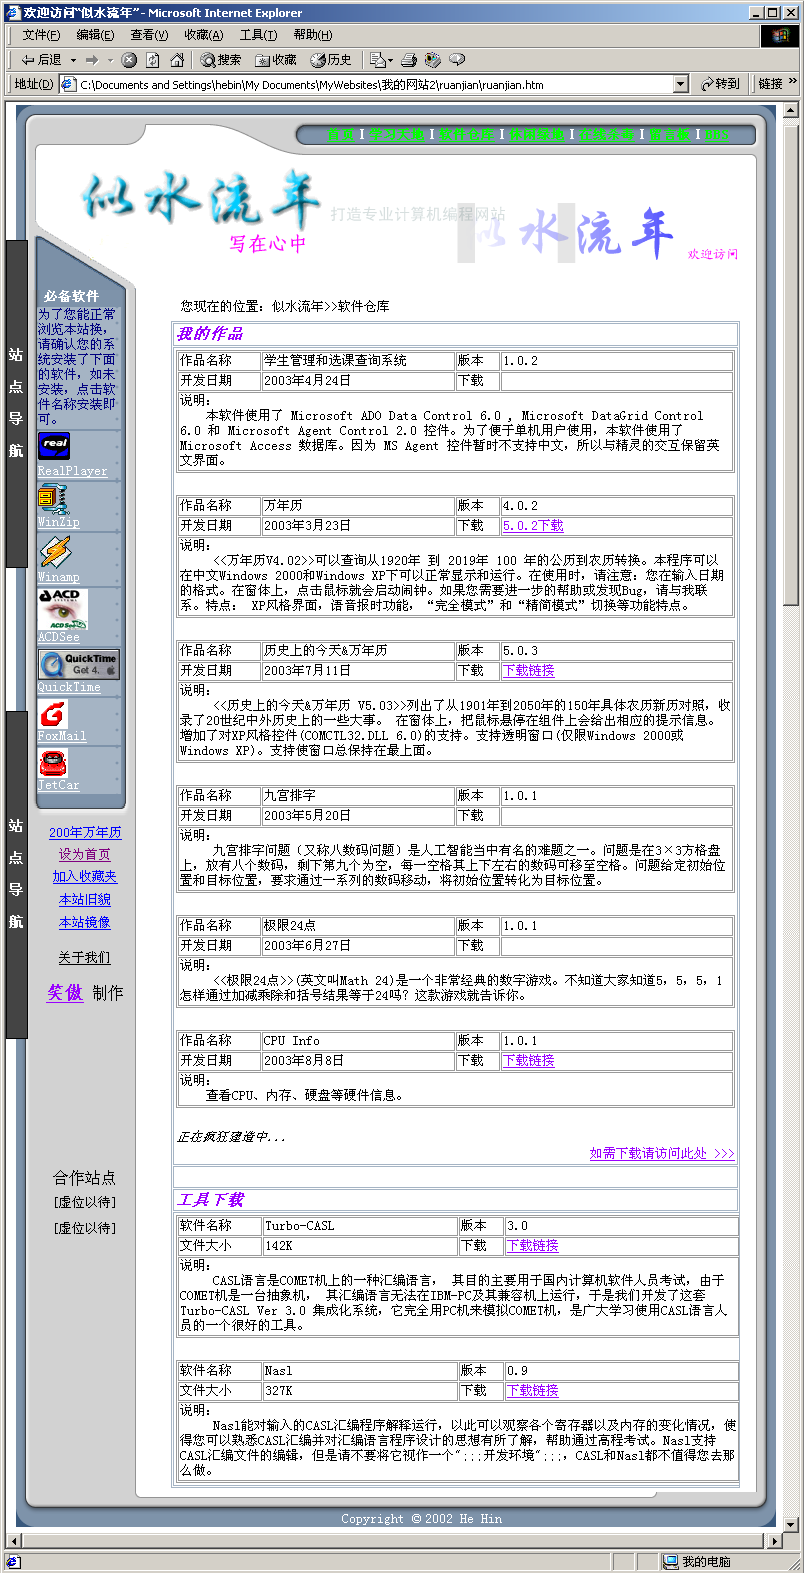 欢迎访问“似水流年” - Microsoft Internet Explorer
文件(F) 编辑(E) 查看(V) 收藏(A) 工具(T) 帮助(H)
后退 搜索 收藏 历史
地址(D) C:\Documents and Settings\hebin\My Documents\MyWebsites\我的网站2\ruanjian\ruanjian.htm 转到 链接 »
似水流年
写在心中
打造专业计算机编程网站
似水流年
欢迎访问
站
点
导
航
必备软件
为了您能正常
浏览本站换，
请确认您的系
统安装了下面
的软件，如未
安装，点击软
件名称安装即
可。
real
RealPlayer
WinZip
Winamp
ACD
SYSTEMS
ACDSee
ACDSee
QuickTime
Get 4.
QuickTime
FoxMail
JetCar
站
点
导
航
200年万年历
设为首页
加入收藏夹
本站旧貌
本站镜像
关于我们
笑傲 制作
合作站点
[虚位以待]
[虚位以待]
您现在的位置：似水流年>>软件仓库
我的作品
作品名称 学生管理和选课查询系统 版本 1.0.2
开发日期 2003年4月24日 下载
说明：
本软件使用了 Microsoft ADO Data Control 6.0 , Microsoft DataGrid Control
6.0 和 Microsoft Agent Control 2.0 控件。为了便于单机用户使用，本软件使用了
Microsoft Access 数据库。因为 MS Agent 控件暂时不支持中文，所以与精灵的交互保留英
文界面。
作品名称 万年历 版本 4.0.2
开发日期 2003年3月23日 下载 5.0.2下载
说明：
<<万年历V4.02>>可以查询从1920年 到 2019年 100 年的公历到农历转换。本程序可以
在中文Windows 2000和Windows XP下可以正常显示和运行。在使用时，请注意：您在输入日期
的格式。在窗体上，点击鼠标就会启动闹钟。如果您需要进一步的帮助或发现Bug，请与我联
系。特点： XP风格界面，语音报时功能，“完全模式”和“精简模式”切换等功能特点。
作品名称 历史上的今天&万年历 版本 5.0.3
开发日期 2003年7月11日 下载 下载链接
说明：
<<历史上的今天&万年历 V5.03>>列出了从1901年到2050年的150年具体农历新历对照，收
录了20世纪中外历史上的一些大事。 在窗体上，把鼠标悬停在组件上会给出相应的提示信息。
增加了对XP风格控件(COMCTL32.DLL 6.0)的支持。支持透明窗口(仅限Windows 2000或
Windows XP)。支持使窗口总保持在最上面。
作品名称 九宫排字 版本 1.0.1
开发日期 2003年5月20日 下载
说明：
九宫排字问题（又称八数码问题）是人工智能当中有名的难题之一。问题是在3×3方格盘
上，放有八个数码，剩下第九个为空，每一空格其上下左右的数码可移至空格。问题给定初始位
置和目标位置，要求通过一系列的数码移动，将初始位置转化为目标位置。
作品名称 极限24点 版本 1.0.1
开发日期 2003年6月27日 下载
说明：
<<极限24点>>(英文叫Math 24)是一个非常经典的数字游戏。不知道大家知道5，5，5，1
怎样通过加减乘除和括号结果等于24吗？这款游戏就告诉你。
作品名称 CPU Info 版本 1.0.1
开发日期 2003年8月8日 下载 下载链接
说明：
查看CPU、内存、硬盘等硬件信息。
正在疯狂建造中...
如需下载请访问此处 >>>
工具下载
软件名称 Turbo-CASL 版本 3.0
文件大小 142K 下载 下载链接
说明：
CASL语言是COMET机上的一种汇编语言， 其目的主要用于国内计算机软件人员考试，由于
COMET机是一台抽象机， 其汇编语言无法在IBM-PC及其兼容机上运行，于是我们开发了这套
Turbo-CASL Ver 3.0 集成化系统，它完全用PC机来模拟COMET机，是广大学习使用CASL语言人
员的一个很好的工具。
软件名称 Nasl 版本 0.9
文件大小 327K 下载 下载链接
说明：
Nasl能对输入的CASL汇编程序解释运行，以此可以观察各个寄存器以及内存的变化情况，使
得您可以熟悉CASL汇编并对汇编语言程序设计的思想有所了解，帮助通过高程考试。Nasl支持
CASL汇编文件的编辑，但是请不要将它视作一个";;;开发环境";;;，CASL和Nasl都不值得您去那
么做。
Copyright © 2002 He Hin
我的电脑